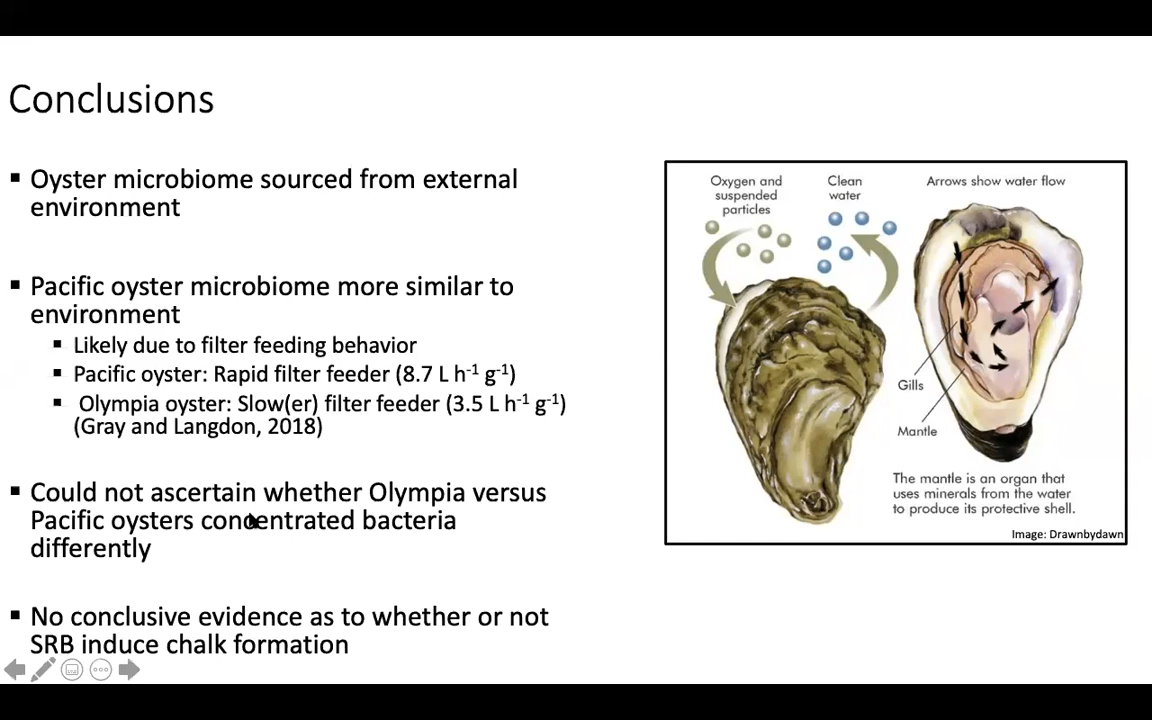 Conclusions
▪ Oyster microbiome sourced from external
environment
▪ Pacific oyster microbiome more similar to
environment
▪ Likely due to filter feeding behavior
▪ Pacific oyster: Rapid filter feeder (8.7 L h⁻¹ g⁻¹)
▪ Olympia oyster: Slow(er) filter feeder (3.5 L h⁻¹ g⁻¹)
(Gray and Langdon, 2018)
▪ Could not ascertain whether Olympia versus
Pacific oysters concentrated bacteria
differently
▪ No conclusive evidence as to whether or not
SRB induce chalk formation
Oxygen and
suspended
particles
Clean
water
Arrows show water flow
Gills
Mantle
The mantle is an organ that
uses minerals from the water
to produce its protective shell.
Image: Drawnbydawn